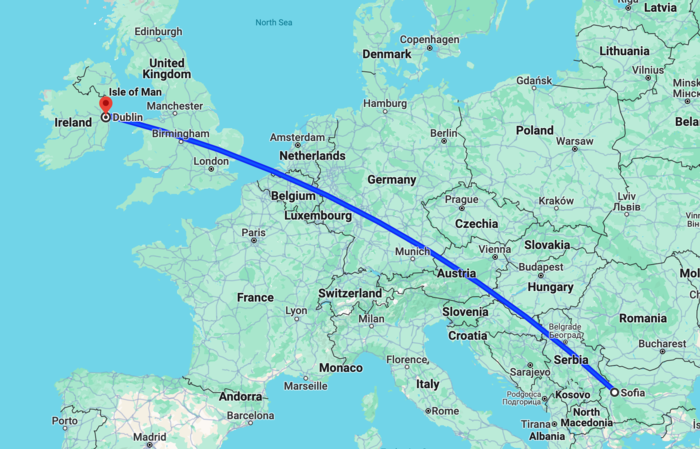 Riga
Latvia
Edinburgh
North Sea
Copenhagen
Denmark
Lithuania
United
Kingdom
Vilnius
Gdańsk
Minsk
Мінск
Isle of Man
Hamburg
Manchester
Dublin
Ireland
Birmingham
Amsterdam
Berlin
Poland
Warsaw
Netherlands
London
Germany
Belgium
Luxembourg
Prague
Kraków
Lviv
Львів
Czechia
Paris
Slovakia
Munich
Vienna
Budapest
Austria
Hungary
Switzerland
France
Slovenia
Romania
Lyon
Milan
Croatia
Belgrade
Београд
Bucharest
Florence
Serbia
Monaco
Sarajevo
Marseille
Italy
Sofia
Andorra
Kosovo
Podgorica
Подгорица
Barcelona
Rome
North
Macedonia
Porto
Tirana
Albania
Madrid